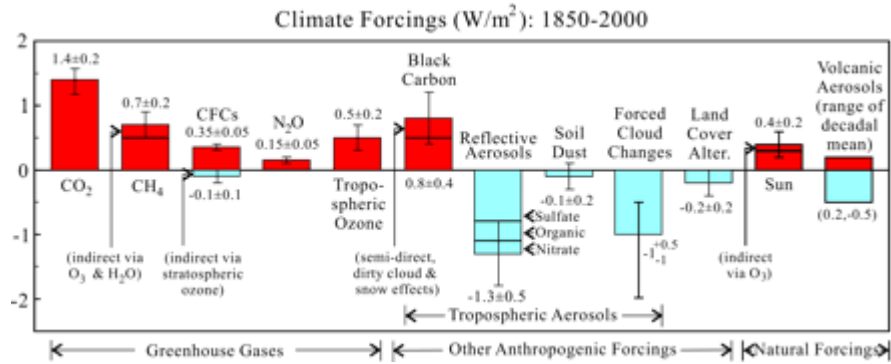 Climate Forcings (W/m²): 1850-2000
2
1
0
-1
-2
1.4±0.2
CO₂
0.7±0.2
CH₄
(indirect via
O₃ & H₂O)
CFCs
0.35±0.05
-0.1±0.1
(indirect via
stratospheric
ozone)
N₂O
0.15±0.05
0.5±0.2
Tropo-
spheric
Ozone
Black
Carbon
0.8±0.4
(semi-direct,
dirty cloud &
snow effects)
Reflective
Aerosols
Sulfate
Organic
Nitrate
-1.3±0.5
Soil
Dust
-0.1±0.2
Forced
Cloud
Changes
-1+0.5
-1
Land
Cover
Alter.
-0.2±0.2
0.4±0.2
Sun
(indirect
via O₃)
Volcanic
Aerosols
(range of
decadal
mean)
(0.2,-0.5)
Tropospheric Aerosols
Greenhouse Gases
Other Anthropogenic Forcings
Natural Forcings